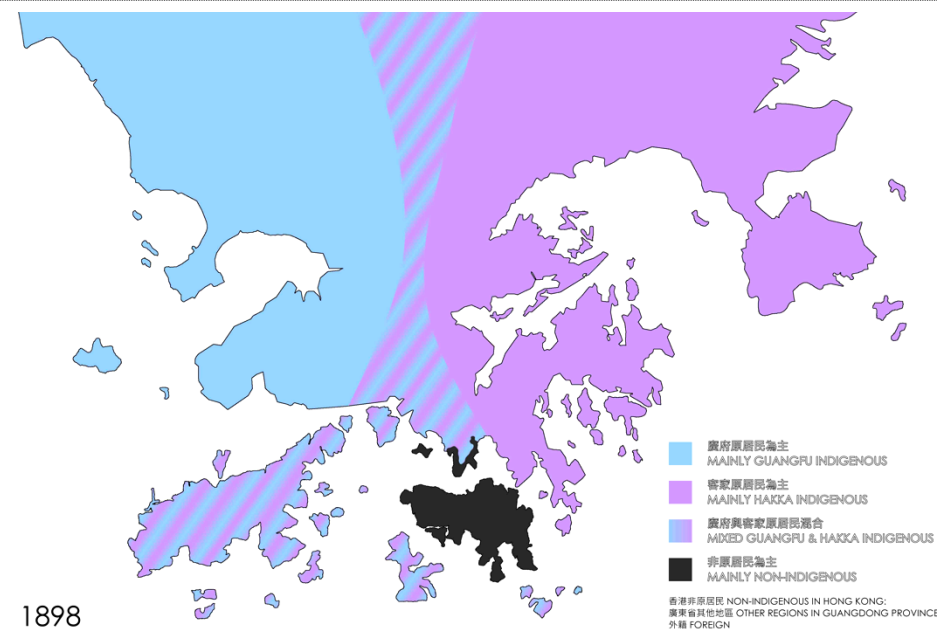 廣府原居民為主
MAINLY GUANGFU INDIGENOUS
客家原居民為主
MAINLY HAKKA INDIGENOUS
廣府與客家原居民混合
MIXED GUANGFU & HAKKA INDIGENOUS
非原居民為主
MAINLY NON-INDIGENOUS
香港非原居民 NON-INDIGENOUS IN HONG KONG:
廣東省其他地區 OTHER REGIONS IN GUANGDONG PROVINCE
外籍 FOREIGN
1898